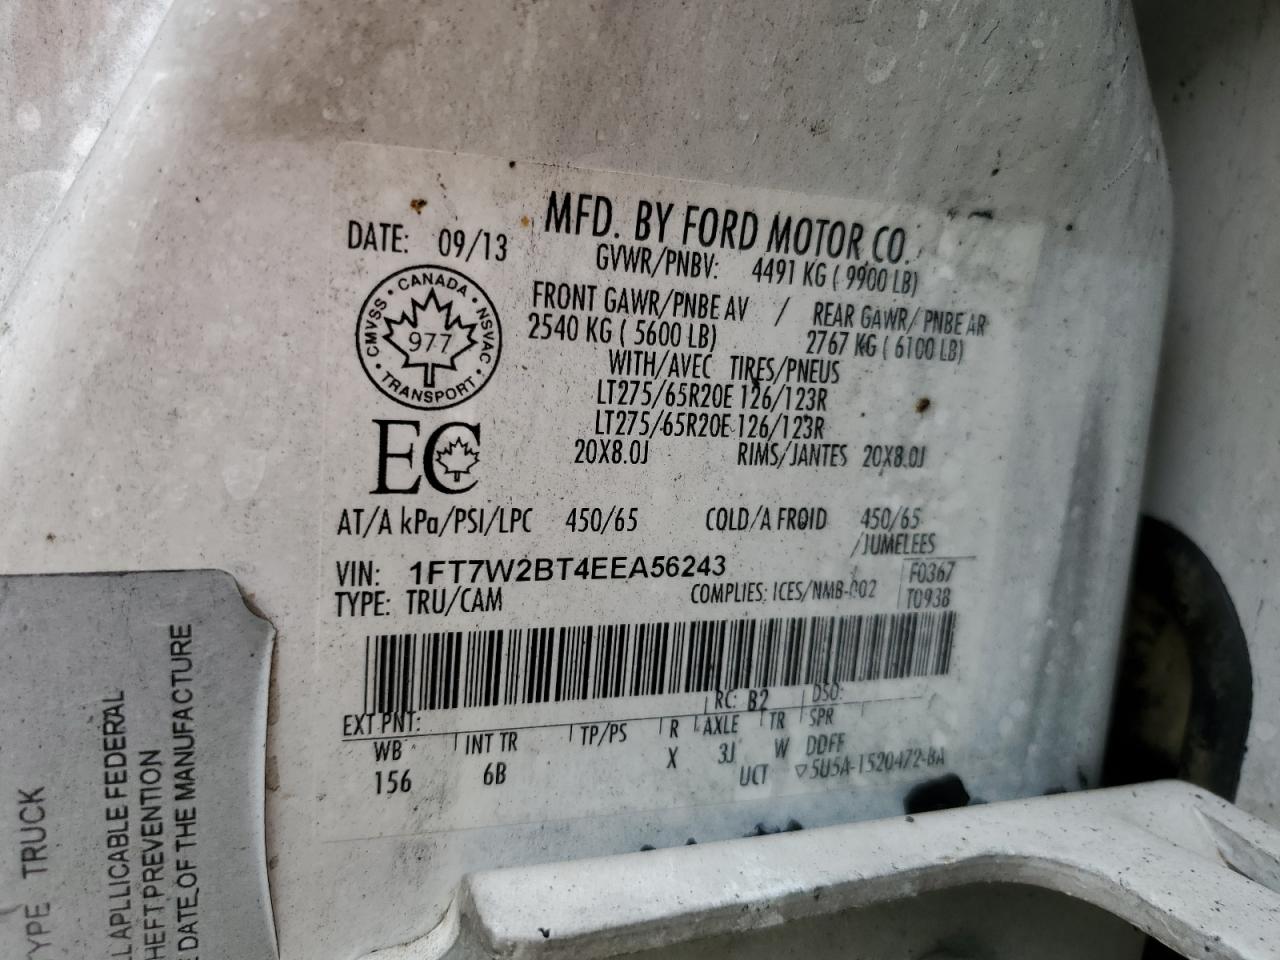 MFD. BY FORD MOTOR CO.
DATE: 09/13
GVWR/PNBV: 4491 KG ( 9900 LB)
FRONT GAWR/PNBE AV / REAR GAWR/PNBE AR
2540 KG ( 5600 LB) 2767 KG ( 6100 LB)
WITH/AVEC TIRES/PNEUS
LT275/65R20E 126/123R
LT275/65R20E 126/123R
20X8.0J RIMS/JANTES 20X8.0J
CANADA
CMVSS NSVAC
977
TRANSPORT
EC
AT/A kPa/PSI/LPC 450/65 COLD/A FROID 450/65
/JUMELEES
VIN: 1FT7W2BT4EEA56243
F0367
TYPE: TRU/CAM COMPLIES: ICES/NMB-002 T0938
EXT PNT: RC: B2 DSO:
WB INT TR TP/PS R AXLE TR SPR
156 6B X 3J W DDFF
UCT ▽5U5A-1520472-BA
TYPE TRUCK
APPLICABLE FEDERAL
THEFT PREVENTION
DATE OF THE MANUFACTURE